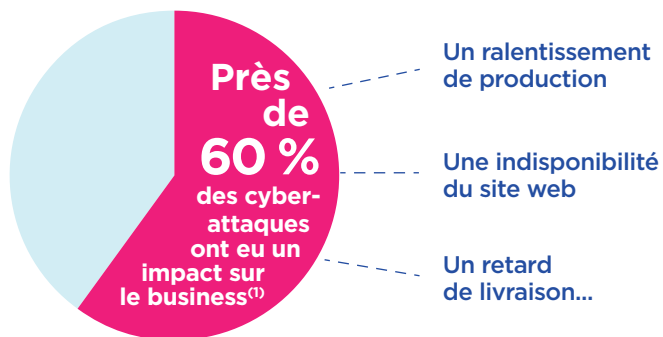 Près
de
60 %
des cyber-
attaques
ont eu un
impact sur
le business(1)
Un ralentissement
de production
Une indisponibilité
du site web
Un retard
de livraison...